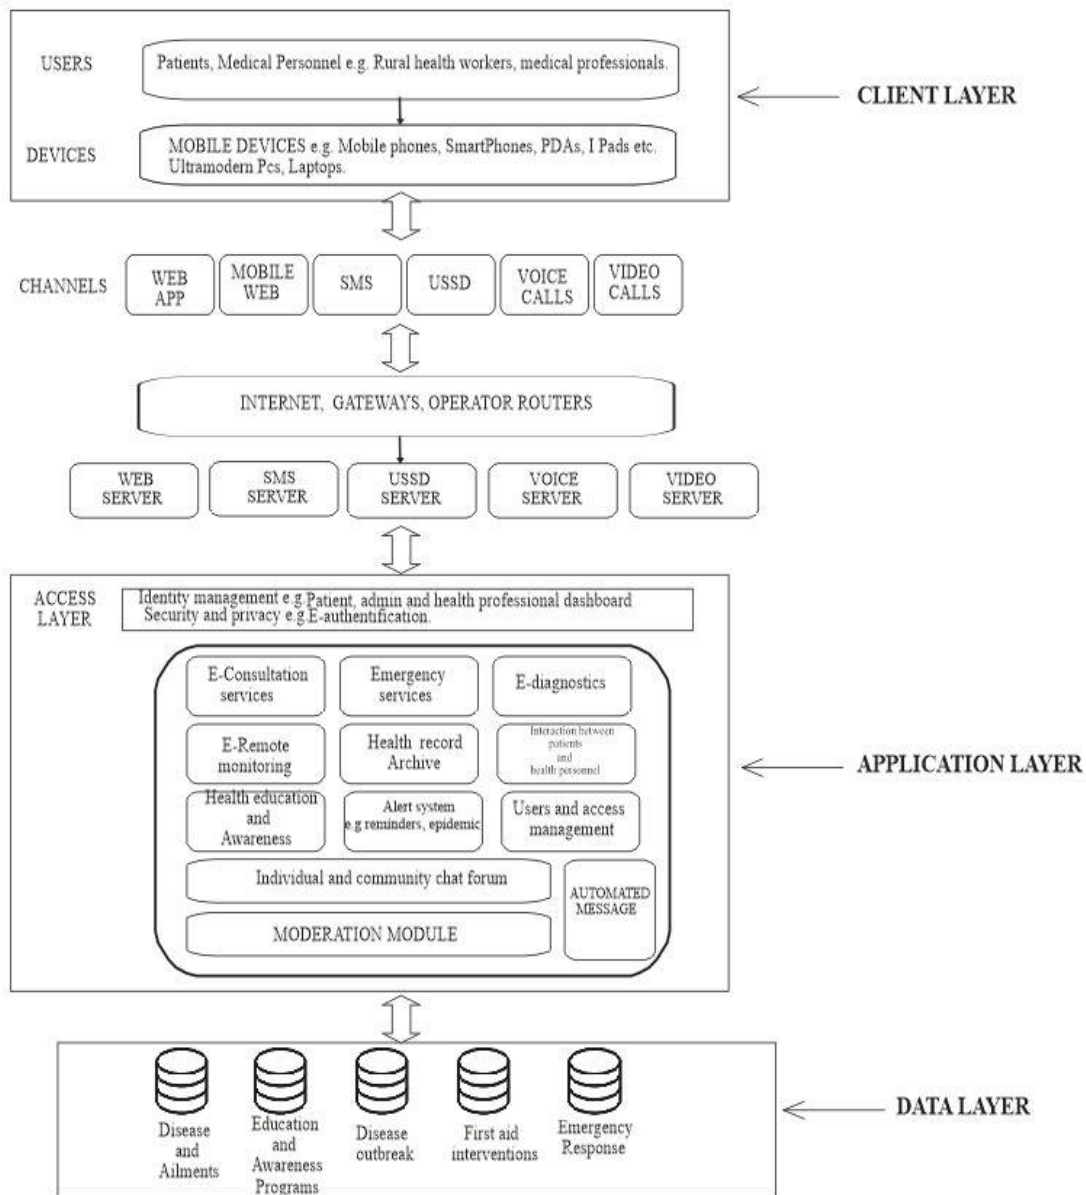 USERS
Patients, Medical Personnel e.g. Rural health workers, medical professionals.
CLIENT LAYER
DEVICES
MOBILE DEVICES e.g. Mobile phones, SmartPhones, PDAs, I Pads etc.
Ultramodern Pcs, Laptops.
CHANNELS
WEB
APP
MOBILE
WEB
SMS
USSD
VOICE
CALLS
VIDEO
CALLS
INTERNET, GATEWAYS, OPERATOR ROUTERS
WEB
SERVER
SMS
SERVER
USSD
SERVER
VOICE
SERVER
VIDEO
SERVER
ACCESS
LAYER
Identity management e.g.Patient, admin and health professional dashboard
Security and privacy e.g.E-authentification.
E-Consultation
services
Emergency
services
E-diagnostics
E-Remote
monitoring
Health record
Archive
Interaction between
patients
and
health personnel
APPLICATION LAYER
Health education
and
Awareness
Alert system
e.g reminders, epidemic
Users and access
management
Individual and community chat forum
AUTOMATED
MESSAGE
MODERATION MODULE
Disease
and
Ailments
Education
and
Awareness
Programs
Disease
outbreak
First aid
interventions
Emergency
Response
DATA LAYER